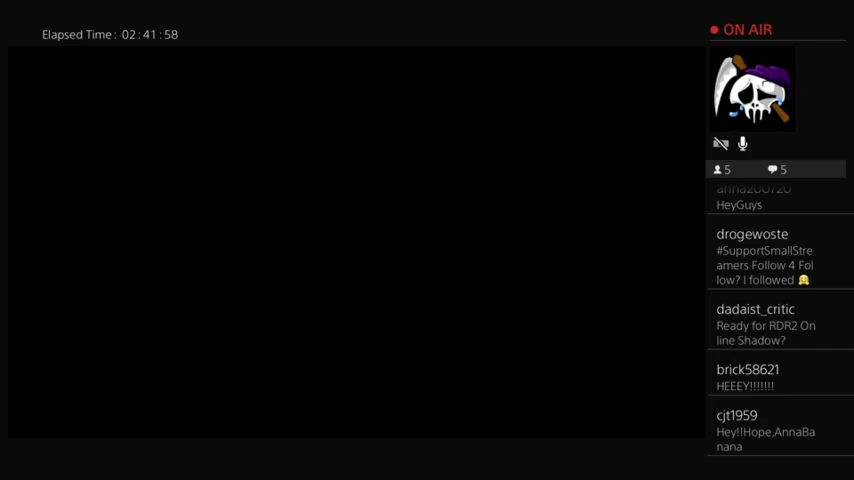 Elapsed Time: 02:41:58
ON AIR
5 5
anna200720
HeyGuys
drogewoste
#SupportSmallStre
amers Follow 4 Fol
low? I followed 🤗
dadaist_critic
Ready for RDR2 On
line Shadow?
brick58621
HEEEY!!!!!!!
cjt1959
Hey!!Hope,AnnaBa
nana